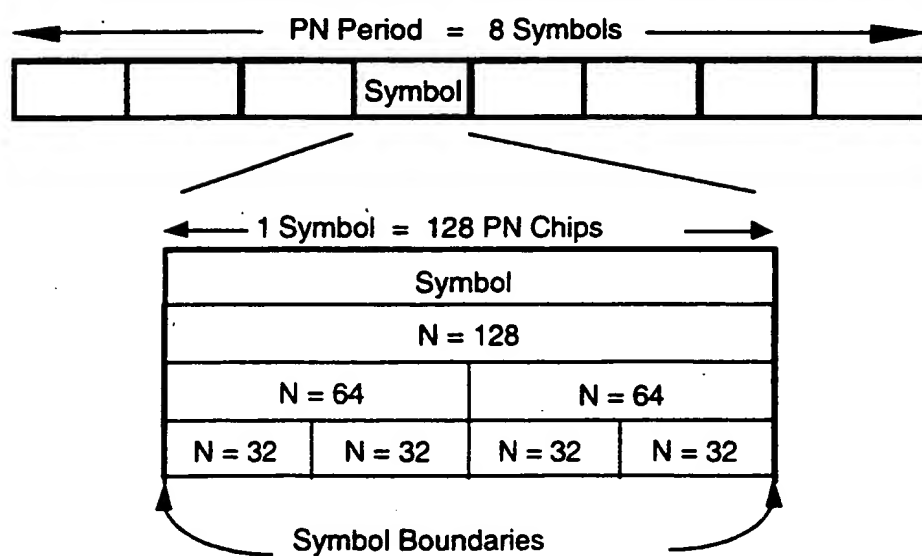 PN Period = 8 Symbols
Symbol
1 Symbol = 128 PN Chips
Symbol
N = 128
N = 64 N = 64
N = 32 N = 32 N = 32 N = 32
Symbol Boundaries